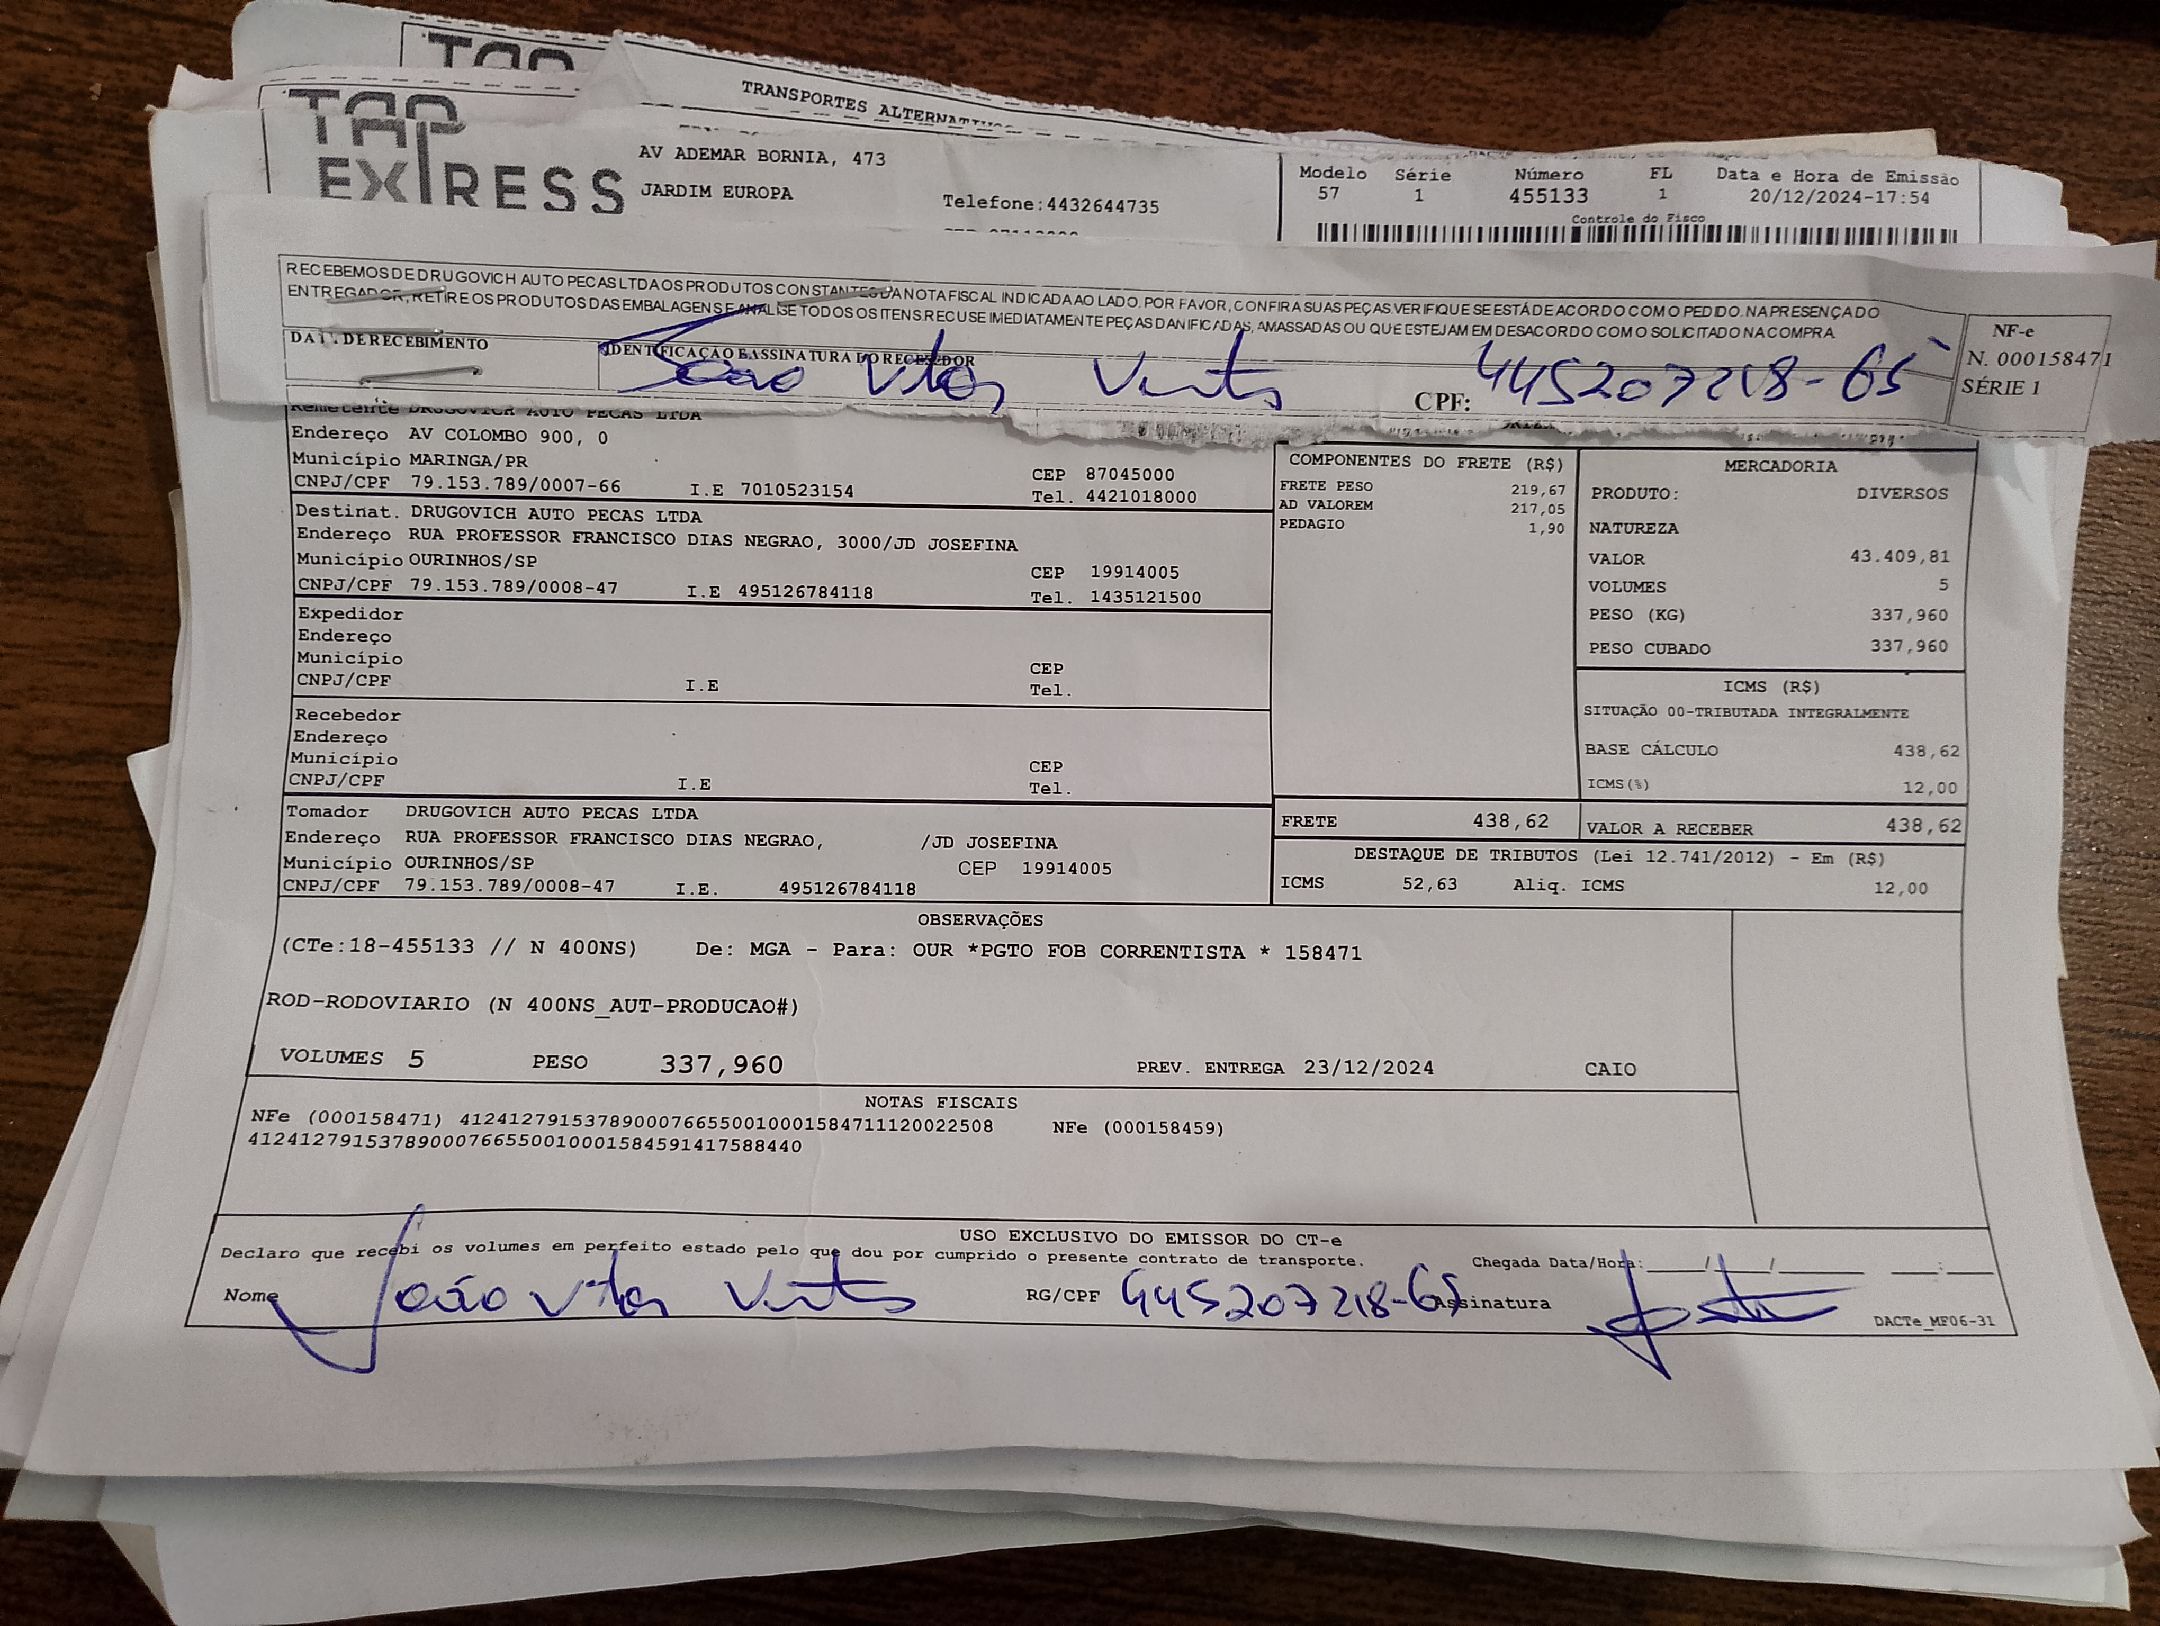 TAP
TRANSPORTES ALTERNATIVOS
TAP
EXPRESS
AV ADEMAR BORNIA, 473
JARDIM EUROPA
Telefone:4432644735
Modelo Série Número FL Data e Hora de Emissão
57 1 455133 1 20/12/2024-17:54
Controle do Fisco
RECEBEMOS DE DRUGOVICH AUTO PECAS LTDA OS PRODUTOS CONSTANTES DA NOTA FISCAL INDICADA AO LADO. POR FAVOR, CONFIRA SUAS PEÇAS VERIFIQUE SE ESTÁ DE ACORDO COM O PEDIDO. NA PRESENÇA DO
ENTREGADOR, RETIRE OS PRODUTOS DAS EMBALAGENS E ANALISE TODOS OS ITENS RECUSE IMEDIATAMENTE PEÇAS DANIFICADAS, AMASSADAS OU QUE ESTEJAM EM DESACORDO COM O SOLICITADO NA COMPRA.
DATA DE RECEBIMENTO
IDENTIFICAÇÃO E ASSINATURA DO RECEBEDOR
João Vitor CPF: 445207218-65
NF-e
N. 000158471
SÉRIE 1
Remetente DRUGOVICH AUTO PECAS LTDA
Endereço AV COLOMBO 900, 0
Município MARINGA/PR CEP 87045000
CNPJ/CPF 79.153.789/0007-66 I.E 7010523154 Tel. 4421018000
Destinat. DRUGOVICH AUTO PECAS LTDA
Endereço RUA PROFESSOR FRANCISCO DIAS NEGRAO, 3000/JD JOSEFINA
Município OURINHOS/SP CEP 19914005
CNPJ/CPF 79.153.789/0008-47 I.E 495126784118 Tel. 1435121500
Expedidor
Endereço
Município CEP
CNPJ/CPF I.E Tel.
Recebedor
Endereço
Município CEP
CNPJ/CPF I.E Tel.
Tomador DRUGOVICH AUTO PECAS LTDA
Endereço RUA PROFESSOR FRANCISCO DIAS NEGRAO, /JD JOSEFINA
Município OURINHOS/SP CEP 19914005
CNPJ/CPF 79.153.789/0008-47 I.E. 495126784118
COMPONENTES DO FRETE (R$)
FRETE PESO 219,67
AD VALOREM 217,05
PEDAGIO 1,90
FRETE 438,62
MERCADORIA
PRODUTO: DIVERSOS
NATUREZA
VALOR 43.409,81
VOLUMES 5
PESO (KG) 337,960
PESO CUBADO 337,960
ICMS (R$)
SITUAÇÃO 00-TRIBUTADA INTEGRALMENTE
BASE CÁLCULO 438,62
ICMS(%) 12,00
VALOR A RECEBER 438,62
DESTAQUE DE TRIBUTOS (Lei 12.741/2012) - Em (R$)
ICMS 52,63 Aliq. ICMS 12,00
OBSERVAÇÕES
(CTe:18-455133 // N 400NS) De: MGA - Para: OUR *PGTO FOB CORRENTISTA * 158471
ROD-RODOVIARIO (N 400NS_AUT-PRODUCAO#)
VOLUMES 5 PESO 337,960 PREV. ENTREGA 23/12/2024 CAIO
NOTAS FISCAIS
NFe (000158471) 41241279153789000766550010001584711120022508 NFe (000158459)
41241279153789000766550010001584591417588440
USO EXCLUSIVO DO EMISSOR DO CT-e
Declaro que recebi os volumes em perfeito estado pelo que dou por cumprido o presente contrato de transporte. Chegada Data/Hora:____/____/____ __:__
Nome João Vitor RG/CPF 445207218-65 Assinatura
DACTe_MF06-31